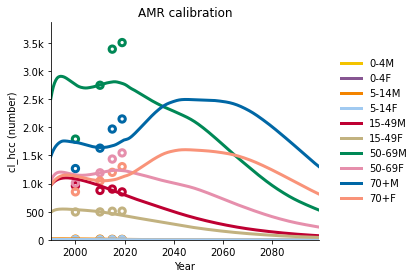 AMR calibration
cl_hcc (number)
3.5k
3.0k
2.5k
2.0k
1.5k
1.0k
500
0
2000
2020
2040
2060
2080
Year
0-4M
0-4F
5-14M
5-14F
15-49M
15-49F
50-69M
50-69F
70+M
70+F